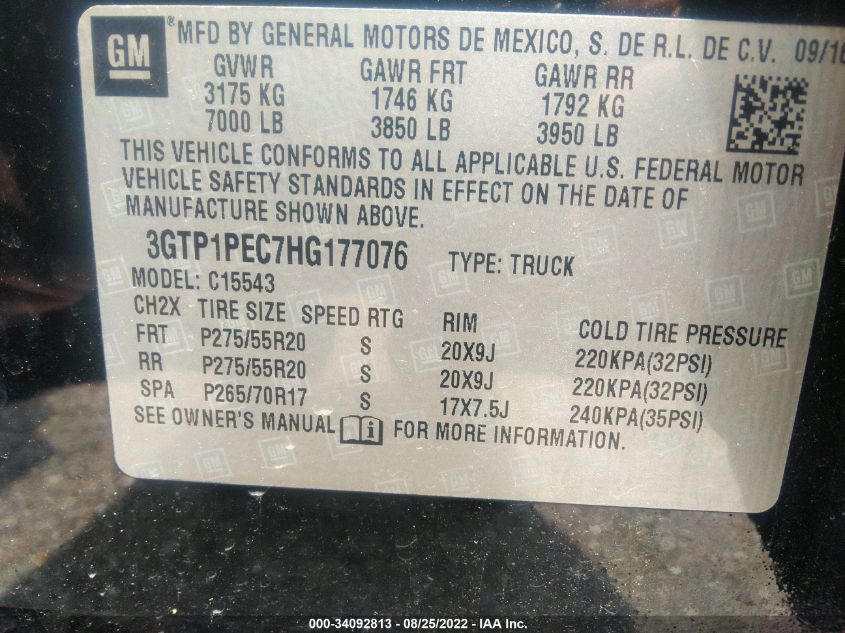 GM ®MFD BY GENERAL MOTORS DE MEXICO, S. DE R.L. DE C.V. 09/16
GVWR GAWR FRT GAWR RR
3175 KG 1746 KG 1792 KG
7000 LB 3850 LB 3950 LB
THIS VEHICLE CONFORMS TO ALL APPLICABLE U.S. FEDERAL MOTOR
VEHICLE SAFETY STANDARDS IN EFFECT ON THE DATE OF
MANUFACTURE SHOWN ABOVE.
3GTP1PEC7HG177076 TYPE: TRUCK
MODEL: C15543
CH2X TIRE SIZE SPEED RTG RIM COLD TIRE PRESSURE
FRT P275/55R20 S 20X9J 220KPA(32PSI)
RR P275/55R20 S 20X9J 220KPA(32PSI)
SPA P265/70R17 S 17X7.5J 240KPA(35PSI)
SEE OWNER'S MANUAL i FOR MORE INFORMATION.
000-34092813 - 08/25/2022 - IAA Inc.